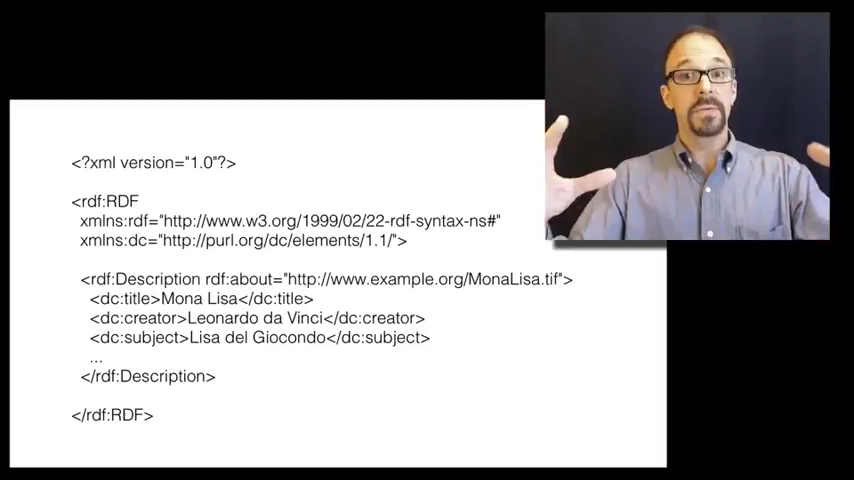 <?xml version="1.0"?>
<rdf:RDF
xmlns:rdf="http://www.w3.org/1999/02/22-rdf-syntax-ns#"
xmlns:dc="http://purl.org/dc/elements/1.1/">
<rdf:Description rdf:about="http://www.example.org/MonaLisa.tif">
<dc:title>Mona Lisa</dc:title>
<dc:creator>Leonardo da Vinci</dc:creator>
<dc:subject>Lisa del Giocondo</dc:subject>
...
</rdf:Description>
</rdf:RDF>